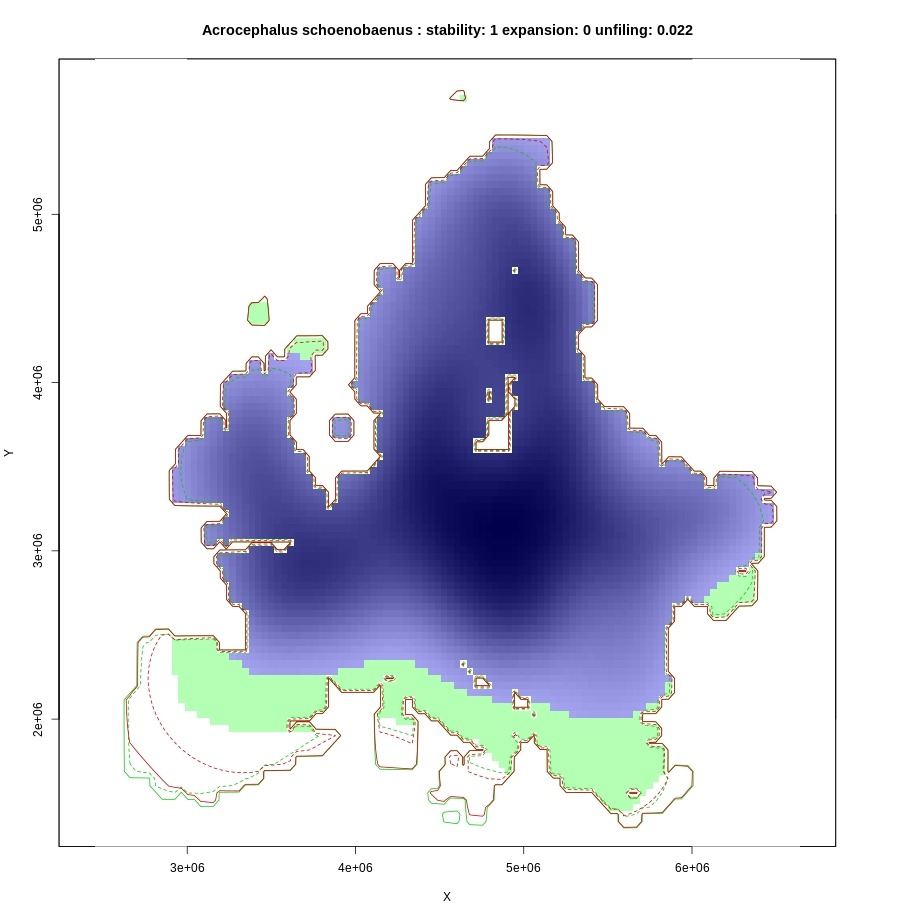 Acrocephalus schoenobaenus : stability: 1 expansion: 0 unfiling: 0.022
5e+06
4e+06
Y
3e+06
2e+06
3e+06 4e+06 5e+06 6e+06
X